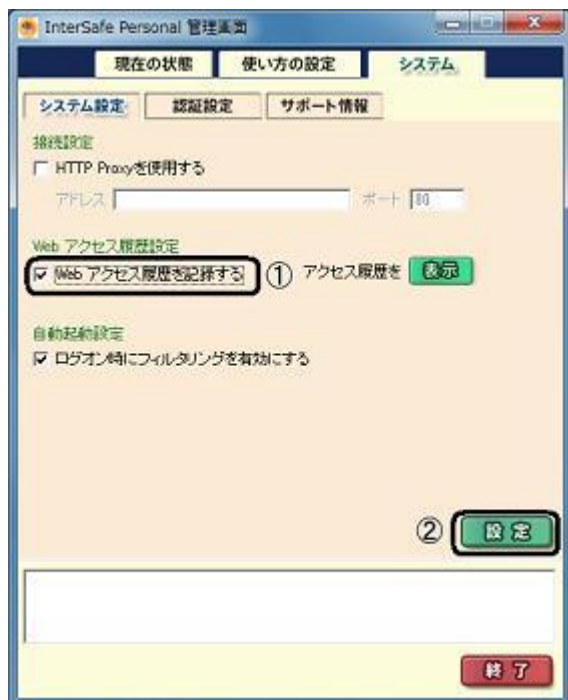 InterSafe Personal 管理画面
現在の状態 使い方の設定 システム
システム設定 認証設定 サポート情報
接続設定
HTTP Proxyを使用する
アドレス ポート 80
Web アクセス履歴設定
Web アクセス履歴を記録する ① アクセス履歴を 表示
自動起動設定
ログオン時にフィルタリングを有効にする
② 設定
終了